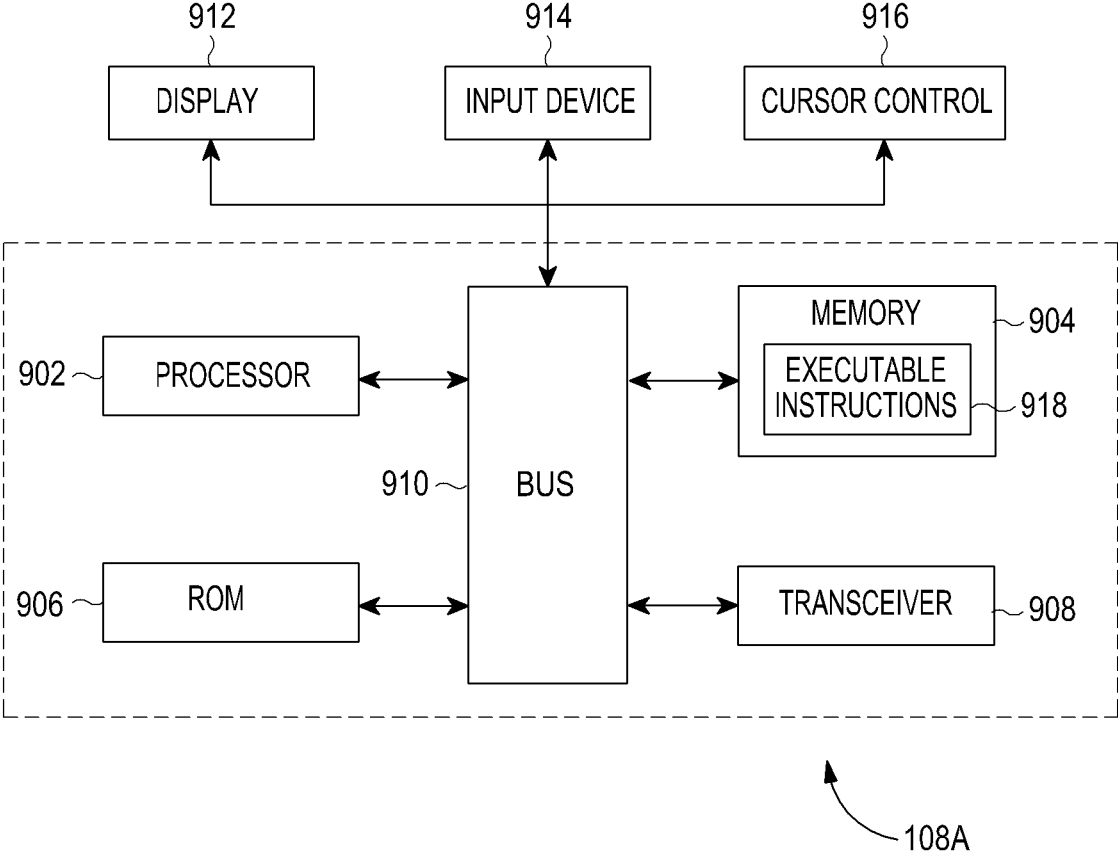 912
914
916
DISPLAY
INPUT DEVICE
CURSOR CONTROL
MEMORY
904
902
PROCESSOR
EXECUTABLE
INSTRUCTIONS
918
910
BUS
906
ROM
TRANSCEIVER
908
108A